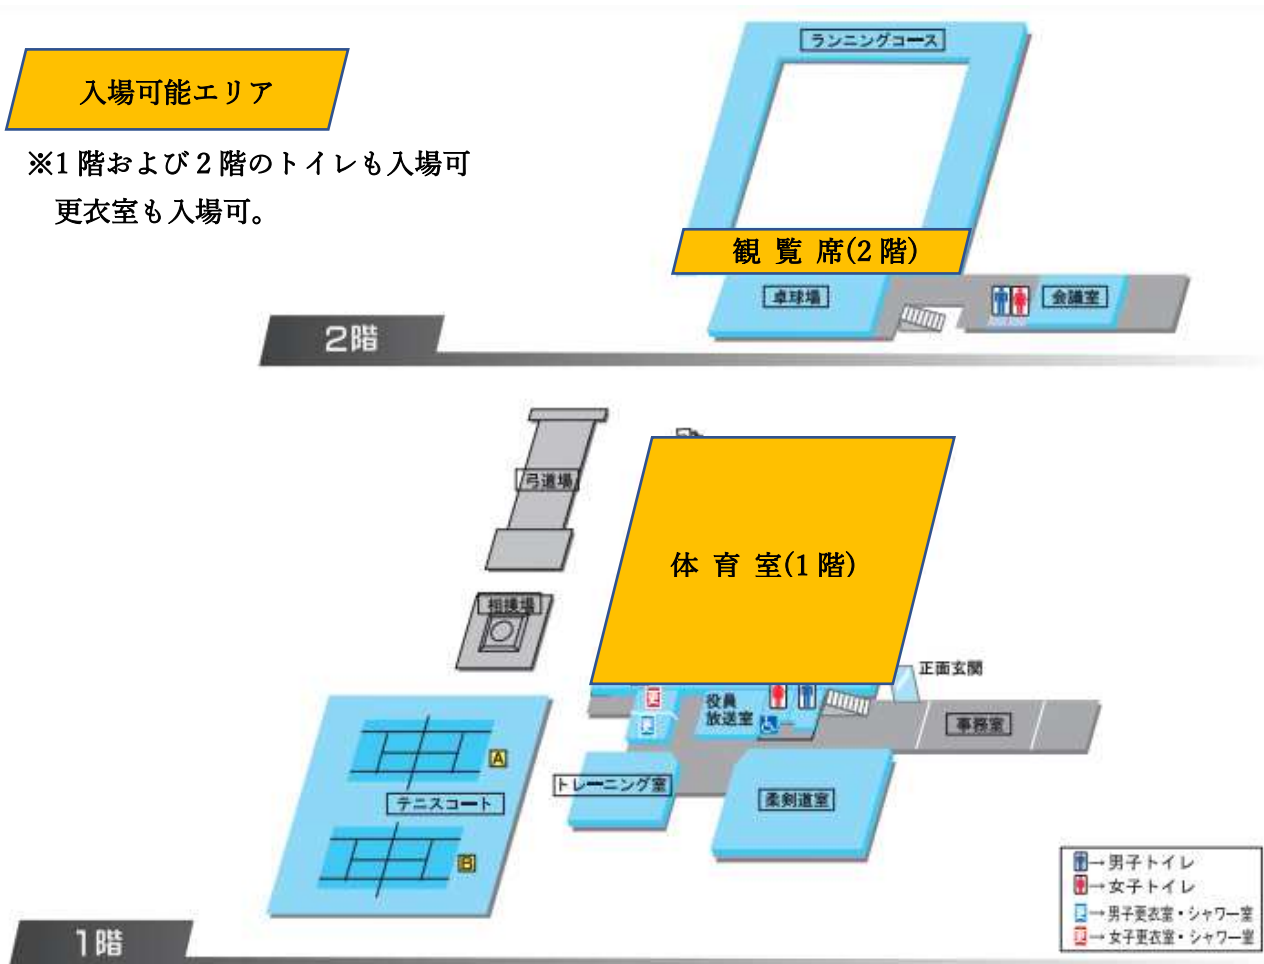 ランニングコース
入場可能エリア
※1階および2階のトイレも入場可
更衣室も入場可。
観 覧 席(2階)
卓球場
会議室
2階
弓道場
体 育 室(1階)
相撲場
正面玄関
更
役員
放送室
更
事務室
A
トレーニング室
テニスコート
柔剣道室
B
→男子トイレ
→女子トイレ
更→男子更衣室・シャワー室
更→女子更衣室・シャワー室
1階